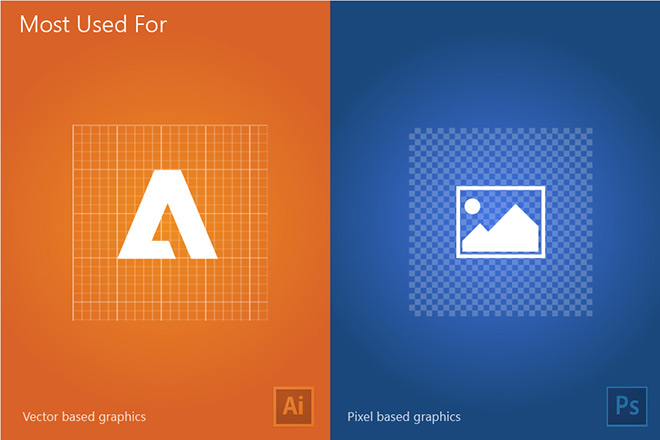 Most Used For
Vector based graphics
Ai
Pixel based graphics
Ps